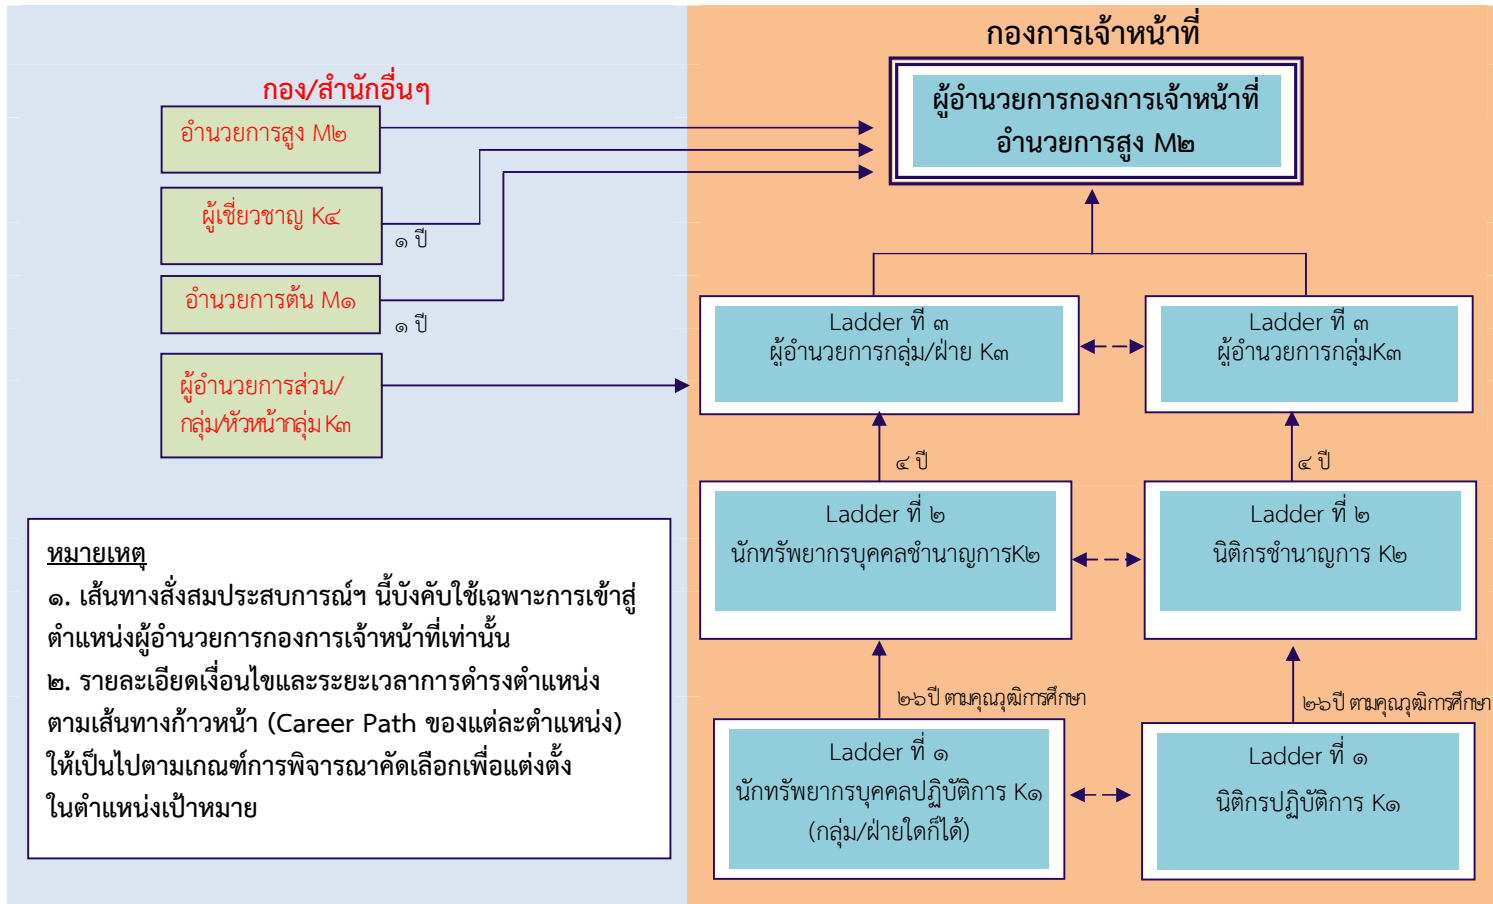 กองการเจ้าหน้าที่
ผู้อำนวยการกองการเจ้าหน้าที่
อำนวยการสูง M๒
กอง/สำนักอื่นๆ
อำนวยการสูง M๒
ผู้เชี่ยวชาญ K๔
๑ ปี
อำนวยการต้น M๑
๑ ปี
ผู้อำนวยการส่วน/
กลุ่ม/หัวหน้ากลุ่ม K๓
Ladder ที่ ๓
ผู้อำนวยการกลุ่ม/ฝ่าย K๓
Ladder ที่ ๓
ผู้อำนวยการกลุ่มK๓
๔ ปี
๔ ปี
Ladder ที่ ๒
นักทรัพยากรบุคคลชำนาญการK๒
Ladder ที่ ๒
นิติกรชำนาญการ K๒
๒-๖ ปี ตามคุณวุฒิการศึกษา
๒-๖ ปี ตามคุณวุฒิการศึกษา
Ladder ที่ ๑
นักทรัพยากรบุคคลปฏิบัติการ K๑
(กลุ่ม/ฝ่ายใดก็ได้)
Ladder ที่ ๑
นิติกรปฏิบัติการ K๑
หมายเหตุ
๑. เส้นทางสั่งสมประสบการณ์ฯ นี้บังคับใช้เฉพาะการเข้าสู่
ตำแหน่งผู้อำนวยการกองการเจ้าหน้าที่เท่านั้น
๒. รายละเอียดเงื่อนไขและระยะเวลาการดำรงตำแหน่ง
ตามเส้นทางก้าวหน้า (Career Path ของแต่ละตำแหน่ง)
ให้เป็นไปตามเกณฑ์การพิจารณาคัดเลือกเพื่อแต่งตั้ง
ในตำแหน่งเป้าหมาย